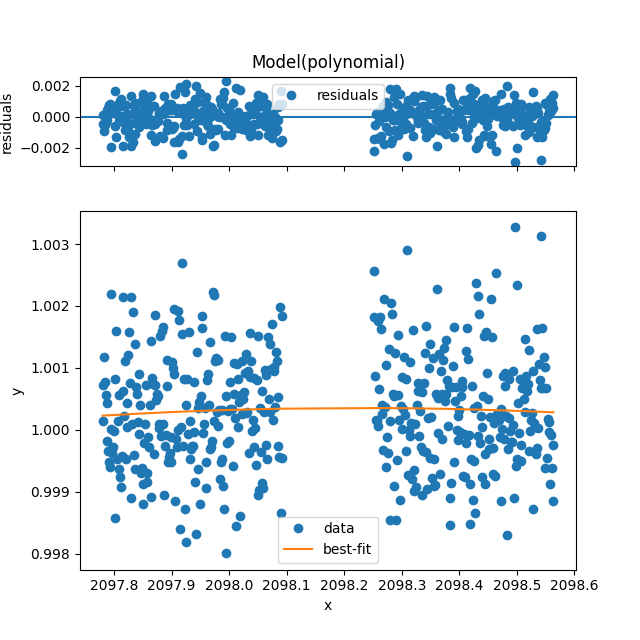 Model(polynomial)
0.002
0.000
−0.002
residuals
residuals
1.003
1.002
1.001
1.000
0.999
0.998
y
data
best-fit
2097.8 2097.9 2098.0 2098.1 2098.2 2098.3 2098.4 2098.5 2098.6
x